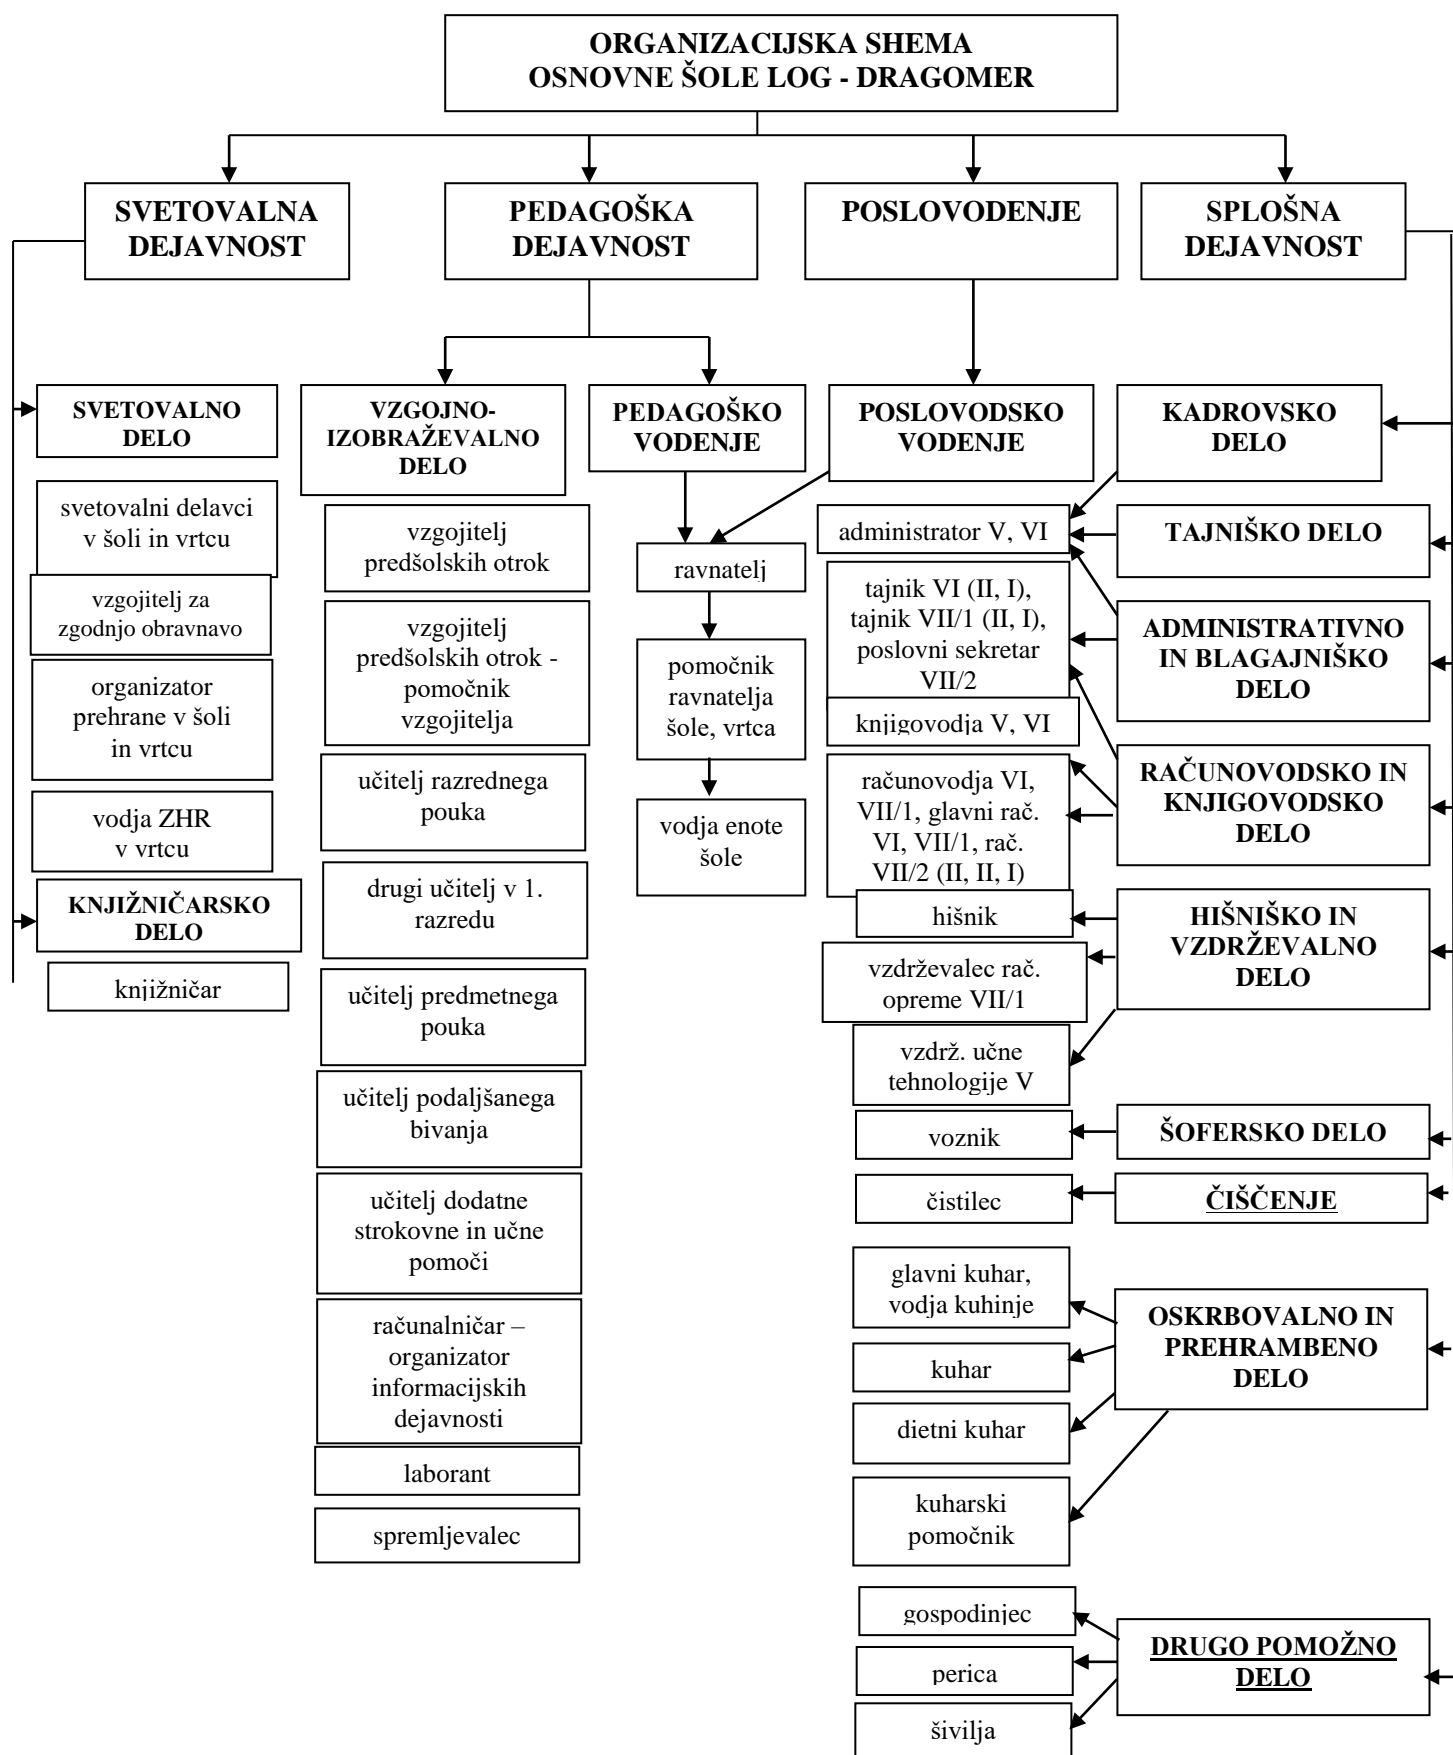 ORGANIZACIJSKA SHEMA
OSNOVNE ŠOLE LOG - DRAGOMER
SVETOVALNA
DEJAVNOST
PEDAGOŠKA
DEJAVNOST
POSLOVODENJE
SPLOŠNA
DEJAVNOST
SVETOVALNO
DELO
svetovalni delavci
v šoli in vrtcu
vzgojitelj za
zgodnjo obravnavo
organizator
prehrane v šoli
in vrtcu
vodja ZHR
v vrtcu
KNJIŽNIČARSKO
DELO
knjižničar
VZGOJNO-
IZOBRAŽEVALNO
DELO
vzgojitelj
predšolskih otrok
vzgojitelj
predšolskih otrok -
pomočnik
vzgojitelja
učitelj razrednega
pouka
drugi učitelj v 1.
razredu
učitelj predmetnega
pouka
učitelj podaljšanega
bivanja
učitelj dodatne
strokovne in učne
pomoči
računalničar –
organizator
informacijskih
dejavnosti
laborant
spremljevalec
PEDAGOŠKO
VODENJE
ravnatelj
pomočnik
ravnatelja
šole, vrtca
vodja enote
šole
POSLOVODSKO
VODENJE
administrator V, VI
tajnik VI (II, I),
tajnik VII/1 (II, I),
poslovni sekretar
VII/2
knjigovodja V, VI
računovodja VI,
VII/1, glavni rač.
VI, VII/1, rač.
VII/2 (II, II, I)
hišnik
vzdrževalec rač.
opreme VII/1
vzdrž. učne
tehnologije V
voznik
čistilec
glavni kuhar,
vodja kuhinje
kuhar
dietni kuhar
kuharski
pomočnik
gospodinjec
perica
šivilja
KADROVSKO
DELO
TAJNIŠKO DELO
ADMINISTRATIVNO
IN BLAGAJNIŠKO
DELO
RAČUNOVODSKO IN
KNJIGOVODSKO
DELO
HIŠNIŠKO IN
VZDRŽEVALNO
DELO
ŠOFERSKO DELO
ČIŠČENJE
OSKRBOVALNO IN
PREHRAMBENO
DELO
DRUGO POMOŽNO
DELO